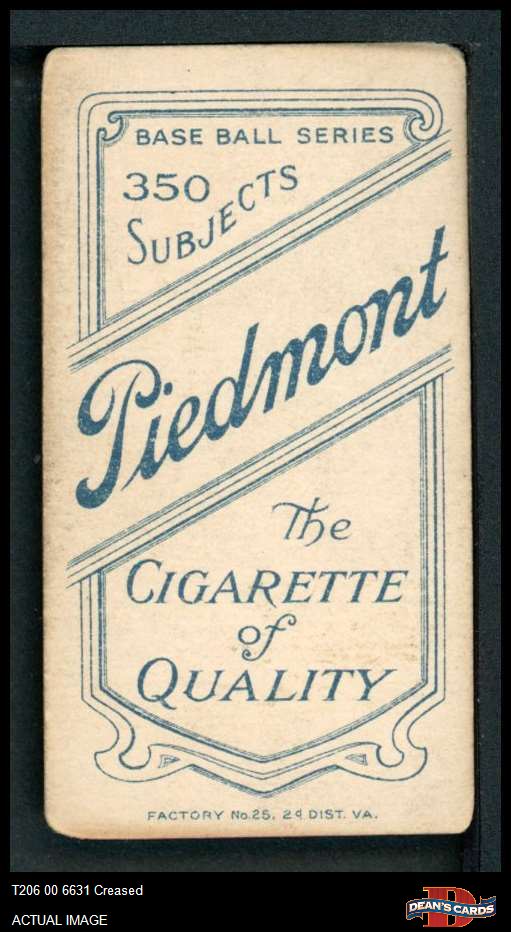 BASE BALL SERIES
350
SUBJECTS
Piedmont
The
CIGARETTE
of
QUALITY
FACTORY No.25, 2d DIST. VA.
T206 00 6631 Creased
ACTUAL IMAGE
DEAN'S CARDS